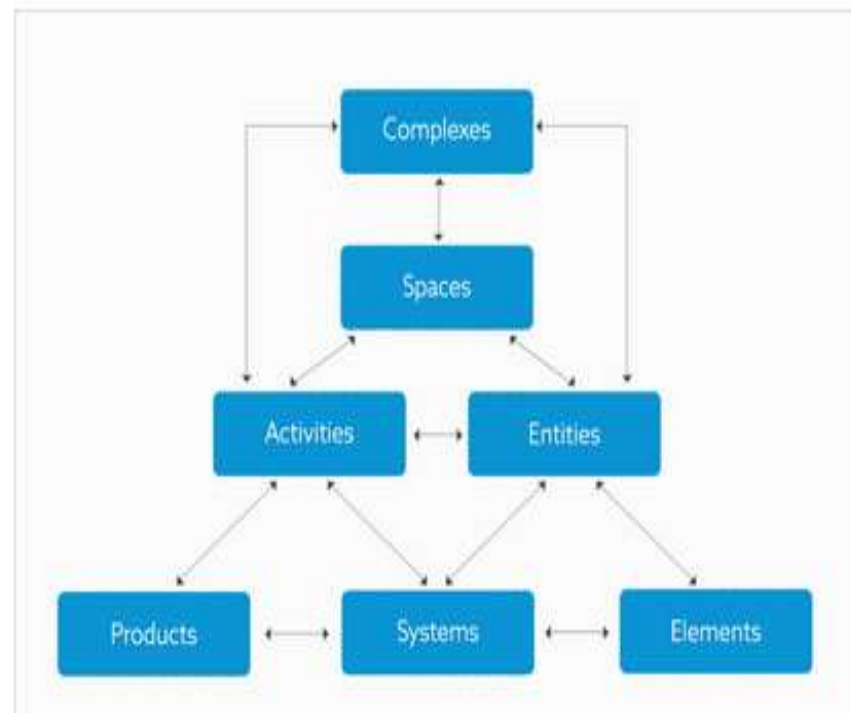 Complexes
Spaces
Activities
Entities
Products
Systems
Elements